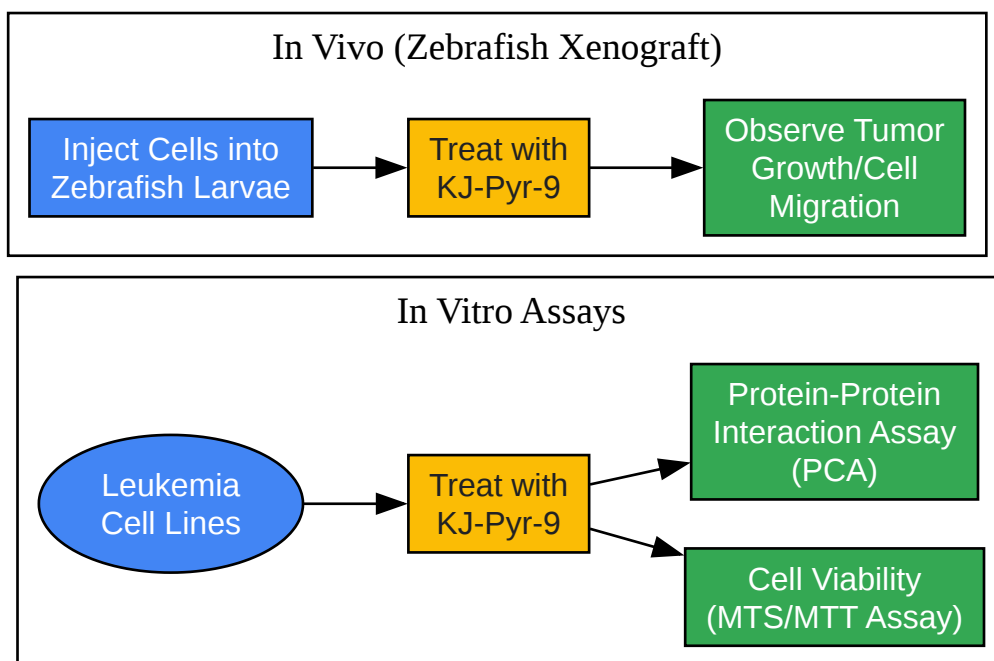 In Vivo (Zebrafish Xenograft)
Inject Cells into
Zebrafish Larvae
Treat with
KJ-Pyr-9
Observe Tumor
Growth/Cell
Migration
In Vitro Assays
Leukemia
Cell Lines
Treat with
KJ-Pyr-9
Protein-Protein
Interaction Assay
(PCA)
Cell Viability
(MTS/MTT Assay)